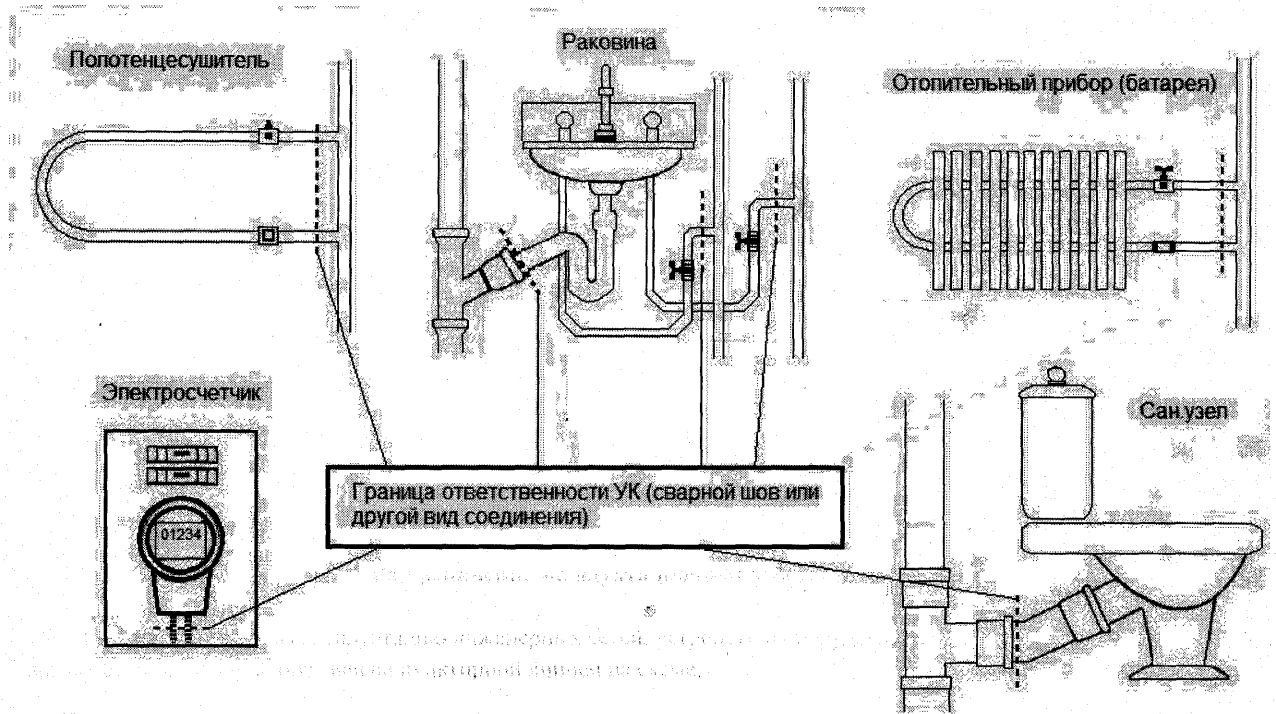 Полотенцесушитель
Раковина
Отопительный прибор (батарея)
Электросчетчик
01234
Сан.узел
Граница ответственности УК (сварной шов или
другой вид соединения)